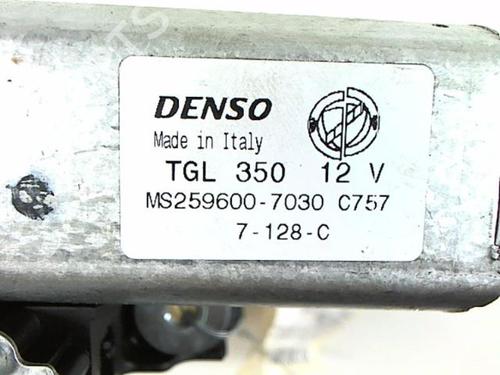 DENSO
Made in Italy
TGL 350 12 V
MS259600-7030 C757
7-128-C